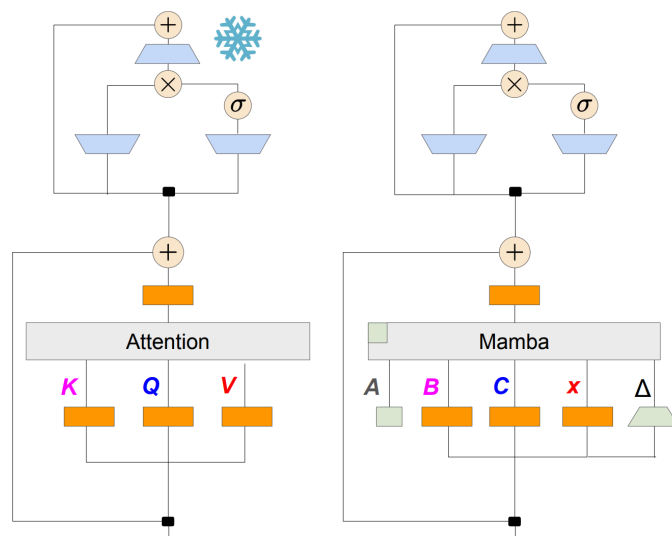 + +
× ×
σ σ
+ +
Attention Mamba
K Q V A B C x Δ